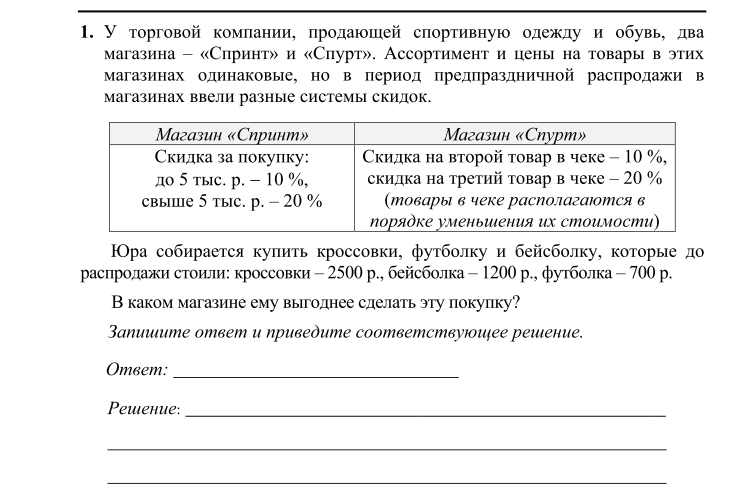 1. У торговой компании, продающей спортивную одежду и обувь, два
магазина – «Спринт» и «Спурт». Ассортимент и цены на товары в этих
магазинах одинаковые, но в период предпраздничной распродажи в
магазинах ввели разные системы скидок.
Магазин «Спринт»
Скидка за покупку:
до 5 тыс. р. – 10 %,
свыше 5 тыс. р. – 20 %
Магазин «Спурт»
Скидка на второй товар в чеке – 10 %,
скидка на третий товар в чеке – 20 %
(товары в чеке располагаются в
порядке уменьшения их стоимости)
Юра собирается купить кроссовки, футболку и бейсболку, которые до
распродажи стоили: кроссовки – 2500 р., бейсболка – 1200 р., футболка – 700 р.
В каком магазине ему выгоднее сделать эту покупку?
Запишите ответ и приведите соответствующее решение.
Ответ:
Решение: